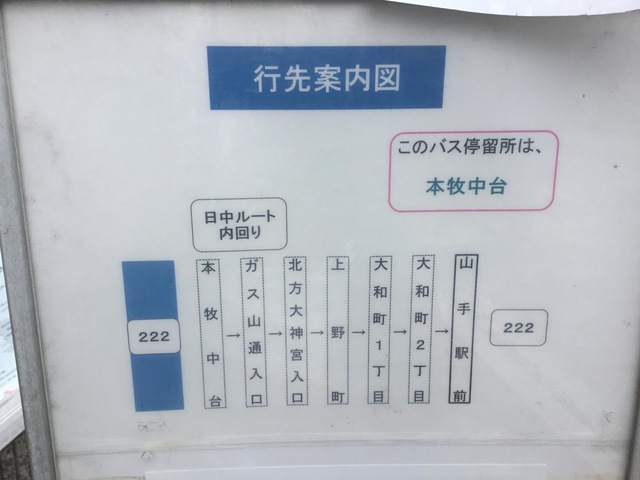 行先案内図
このバス停留所は、
本牧中台
日中ルート
内回り
222
本牧中台
→
ガス山通入口
→
北方大神宮入口
→
上野町
→
大和町1丁目
→
大和町2丁目
→
山手駅前
222